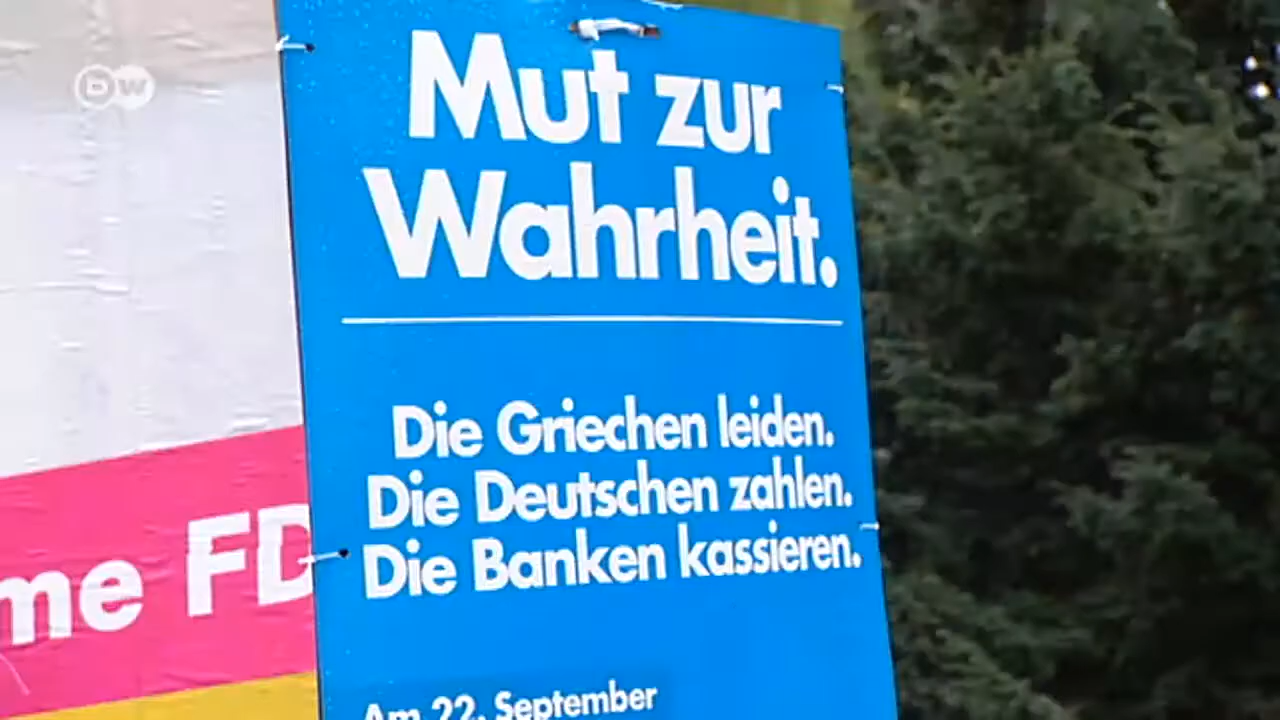 DW
Mut zur
Wahrheit.
Die Griechen leiden.
Die Deutschen zahlen.
Die Banken kassieren.
Am 22. September
me FD